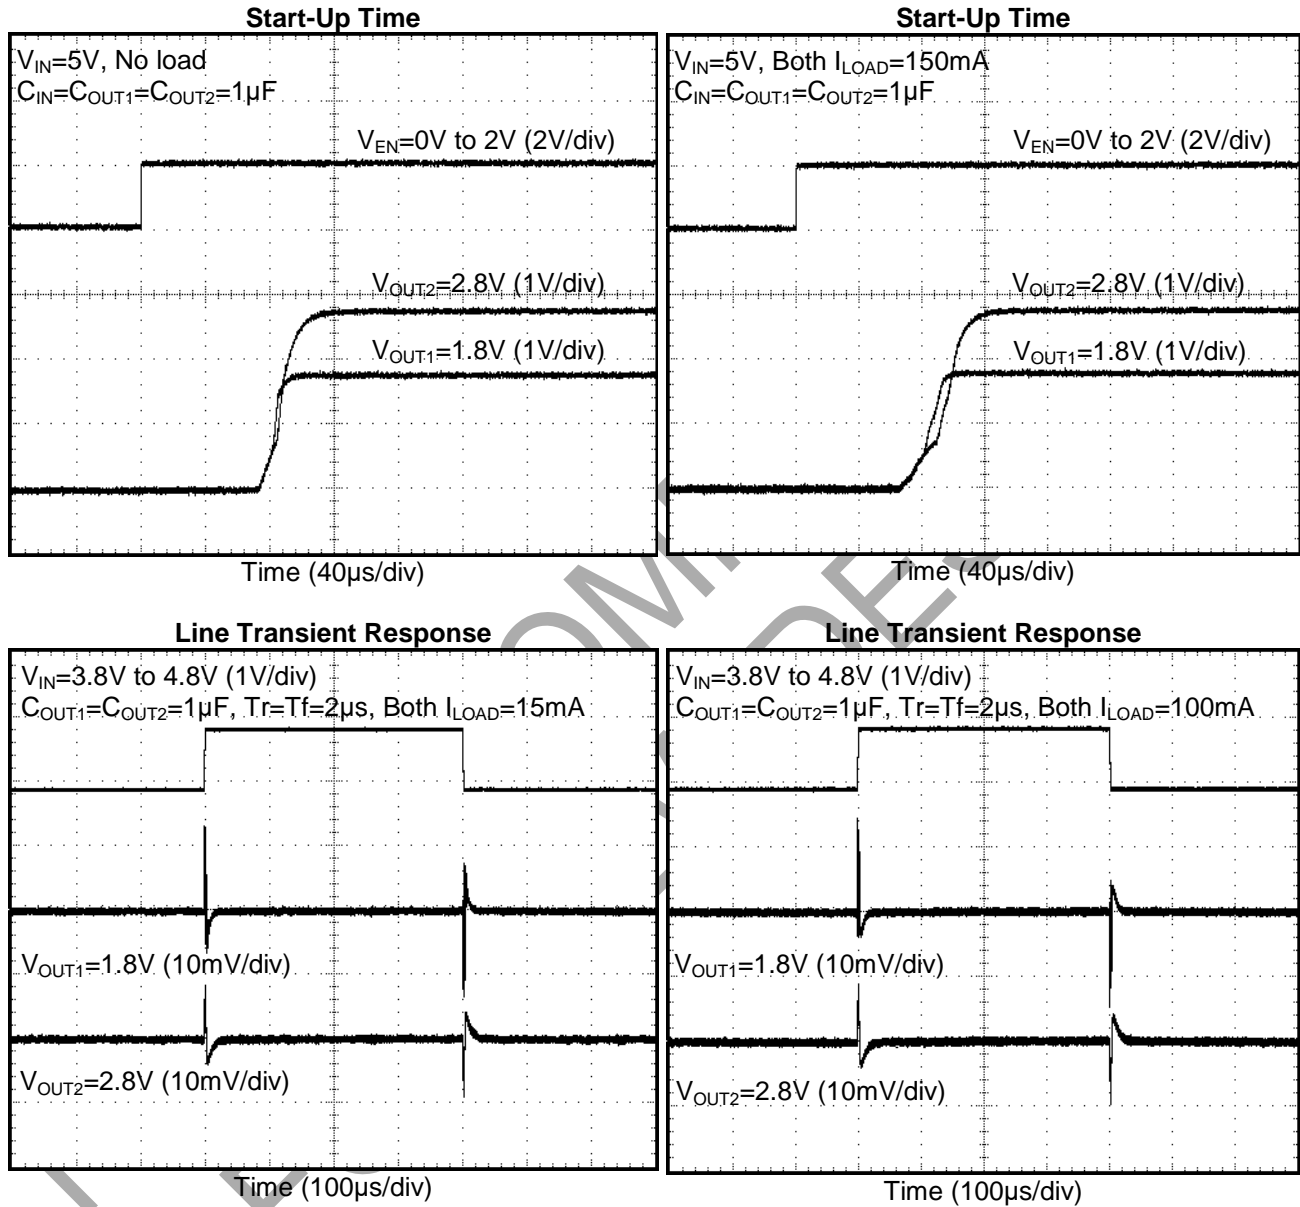 Start-Up Time
V_IN=5V, No load
C_IN=C_OUT1=C_OUT2=1µF
V_EN=0V to 2V (2V/div)
V_OUT2=2.8V (1V/div)
V_OUT1=1.8V (1V/div)
Time (40µs/div)
Start-Up Time
V_IN=5V, Both I_LOAD=150mA
C_IN=C_OUT1=C_OUT2=1µF
V_EN=0V to 2V (2V/div)
V_OUT2=2.8V (1V/div)
V_OUT1=1.8V (1V/div)
Time (40µs/div)
Line Transient Response
V_IN=3.8V to 4.8V (1V/div)
C_OUT1=C_OUT2=1µF, Tr=Tf=2µs, Both I_LOAD=15mA
V_OUT1=1.8V (10mV/div)
V_OUT2=2.8V (10mV/div)
Time (100µs/div)
Line Transient Response
V_IN=3.8V to 4.8V (1V/div)
C_OUT1=C_OUT2=1µF, Tr=Tf=2µs, Both I_LOAD=100mA
V_OUT1=1.8V (10mV/div)
V_OUT2=2.8V (10mV/div)
Time (100µs/div)